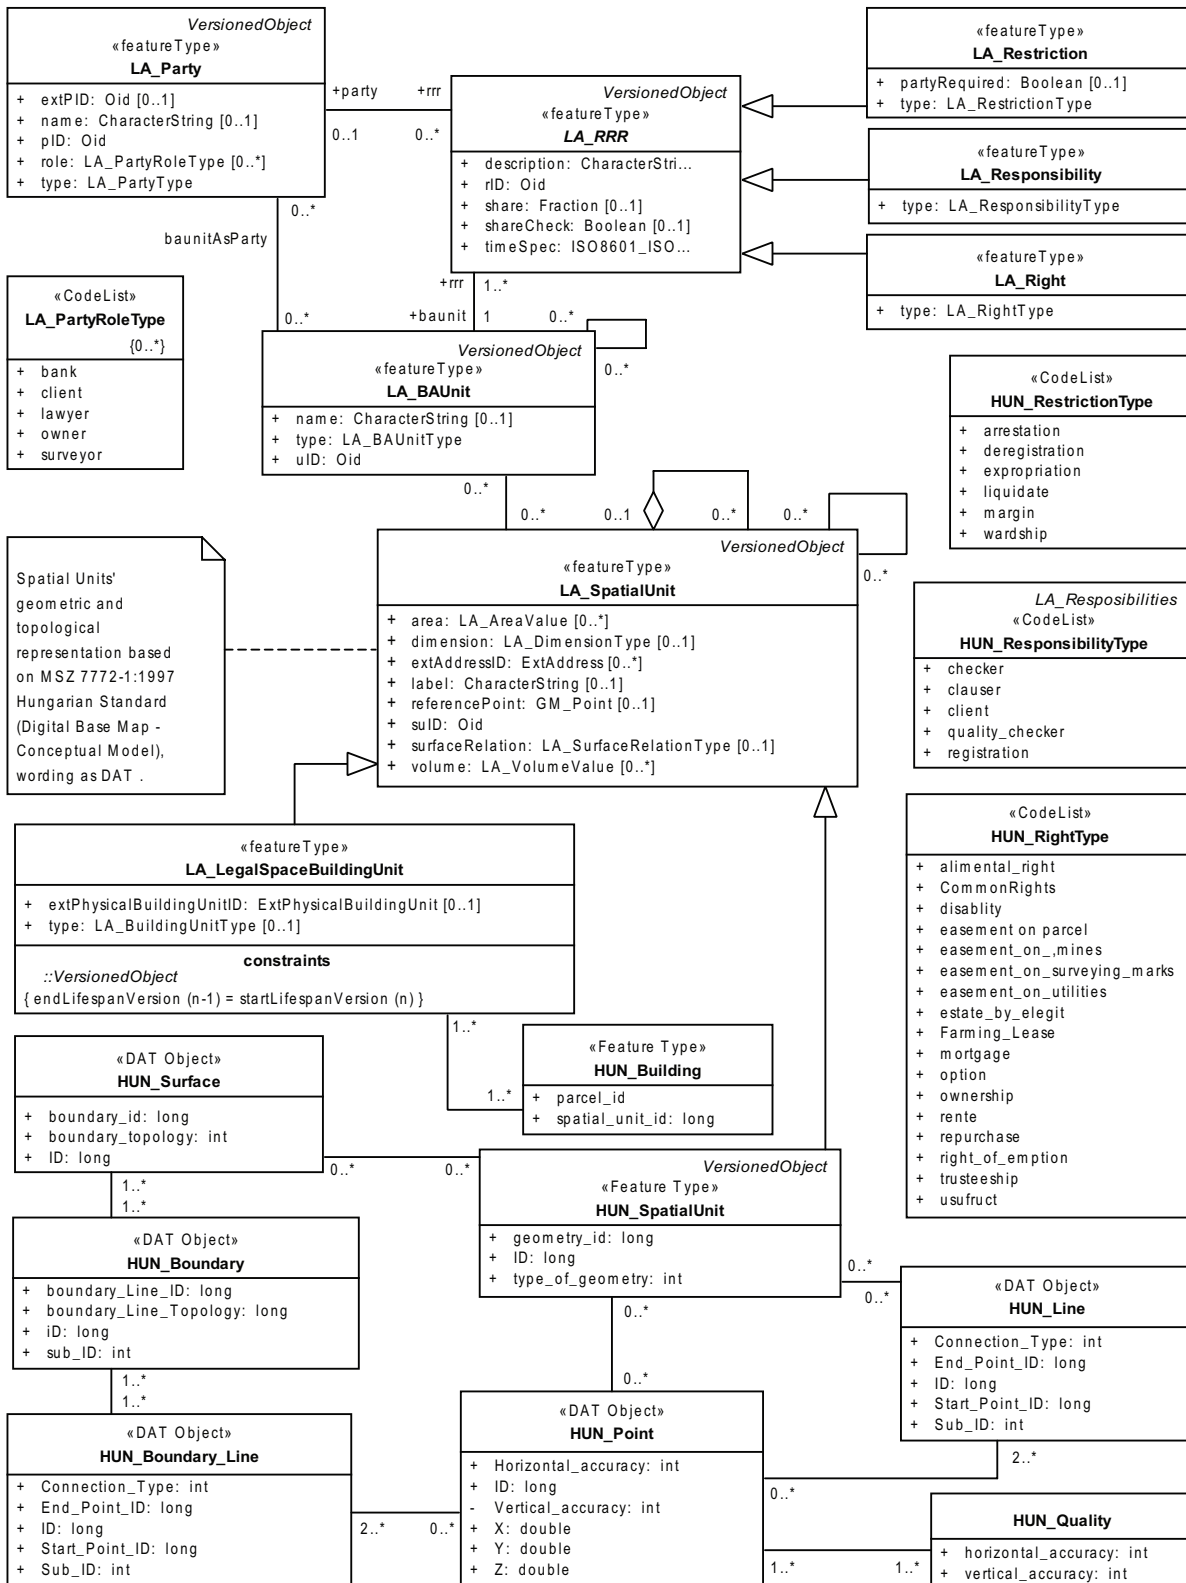 VersionedObject
«featureType»
LA_Party
+ extPID: Oid [0..1]
+ name: CharacterString [0..1]
+ pID: Oid
+ role: LA_PartyRoleType [0..*]
+ type: LA_PartyType
+party
+rrr
0..1
0..*
VersionedObject
«featureType»
LA_RRR
+ description: CharacterStri...
+ rID: Oid
+ share: Fraction [0..1]
+ shareCheck: Boolean [0..1]
+ timeSpec: ISO8601_ISO...
«featureType»
LA_Restriction
+ partyRequired: Boolean [0..1]
+ type: LA_RestrictionType
«featureType»
LA_Responsibility
+ type: LA_ResponsibilityType
«featureType»
LA_Right
+ type: LA_RightType
0..*
baunitAsParty
0..*
+rrr
1..*
+baunit
1
0..*
0..*
«CodeList»
LA_PartyRoleType
{0..*}
+ bank
+ client
+ lawyer
+ owner
+ surveyor
VersionedObject
«featureType»
LA_BAUnit
+ name: CharacterString [0..1]
+ type: LA_BAUnitType
+ uID: Oid
0..*
0..*
0..1
0..*
0..*
0..*
«CodeList»
HUN_RestrictionType
+ arrestation
+ deregistration
+ expropriation
+ liquidate
+ margin
+ wardship
Spatial Units'
geometric and
topological
representation based
on MSZ 7772-1:1997
Hungarian Standard
(Digital Base Map -
Conceptual Model),
wording as DAT .
VersionedObject
«featureType»
LA_SpatialUnit
+ area: LA_AreaValue [0..*]
+ dimension: LA_DimensionType [0..1]
+ extAddressID: ExtAddress [0..*]
+ label: CharacterString [0..1]
+ referencePoint: GM_Point [0..1]
+ suID: Oid
+ surfaceRelation: LA_SurfaceRelationType [0..1]
+ volume: LA_VolumeValue [0..*]
LA_Resposibilities
«CodeList»
HUN_ResponsibilityType
+ checker
+ clauser
+ client
+ quality_checker
+ registration
«CodeList»
HUN_RightType
+ alimental_right
+ CommonRights
+ disablity
+ easement on parcel
+ easement_on_,mines
+ easement_on_surveying_marks
+ easement_on_utilities
+ estate_by_elegit
+ Farming_Lease
+ mortgage
+ option
+ ownership
+ rente
+ repurchase
+ right_of_emption
+ trusteeship
+ usufruct
«featureType»
LA_LegalSpaceBuildingUnit
+ extPhysicalBuildingUnitID: ExtPhysicalBuildingUnit [0..1]
+ type: LA_BuildingUnitType [0..1]
constraints
::VersionedObject
{ endLifespanVersion (n-1) = startLifespanVersion (n) }
1..*
1..*
«Feature Type»
HUN_Building
+ parcel_id
+ spatial_unit_id: long
«DAT Object»
HUN_Surface
+ boundary_id: long
+ boundary_topology: int
+ ID: long
0..*
0..*
VersionedObject
«Feature Type»
HUN_SpatialUnit
+ geometry_id: long
+ ID: long
+ type_of_geometry: int
1..*
1..*
«DAT Object»
HUN_Boundary
+ boundary_Line_ID: long
+ boundary_Line_Topology: long
+ iD: long
+ sub_ID: int
0..*
0..*
«DAT Object»
HUN_Line
+ Connection_Type: int
+ End_Point_ID: long
+ ID: long
+ Start_Point_ID: long
+ Sub_ID: int
0..*
0..*
1..*
1..*
«DAT Object»
HUN_Boundary_Line
+ Connection_Type: int
+ End_Point_ID: long
+ ID: long
+ Start_Point_ID: long
+ Sub_ID: int
2..*
0..*
«DAT Object»
HUN_Point
+ Horizontal_accuracy: int
+ ID: long
- Vertical_accuracy: int
+ X: double
+ Y: double
+ Z: double
2..*
0..*
1..*
1..*
HUN_Quality
+ horizontal_accuracy: int
+ vertical_accuracy: int